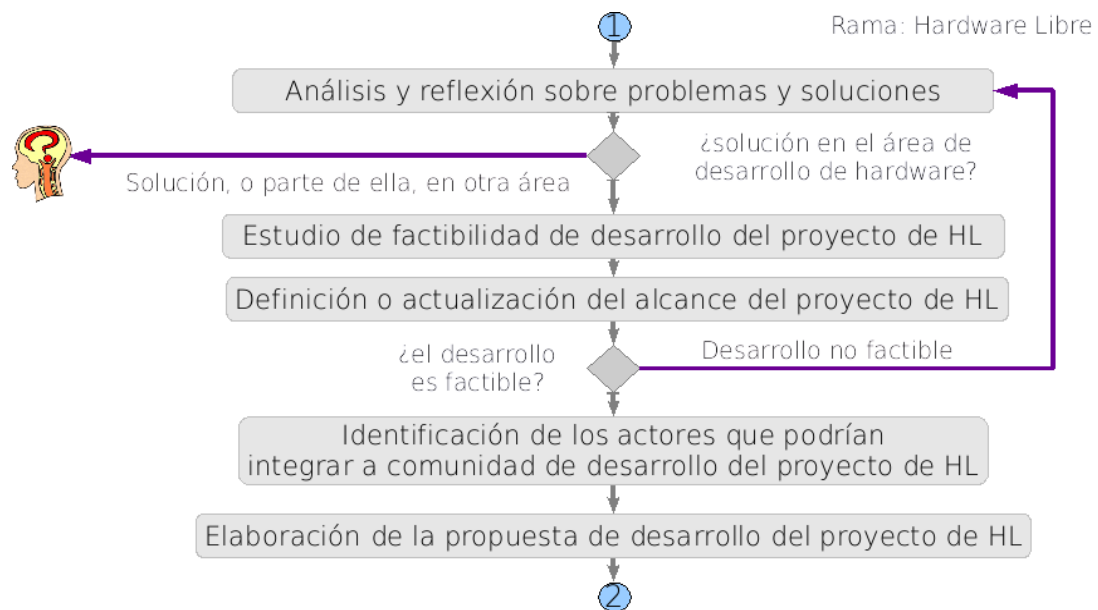 1
Rama: Hardware Libre
Análisis y reflexión sobre problemas y soluciones
¿solución en el área de
desarrollo de hardware?
Solución, o parte de ella, en otra área
Estudio de factibilidad de desarrollo del proyecto de HL
Definición o actualización del alcance del proyecto de HL
¿el desarrollo
es factible?
Desarrollo no factible
Identificación de los actores que podrían
integrar a comunidad de desarrollo del proyecto de HL
Elaboración de la propuesta de desarrollo del proyecto de HL
2